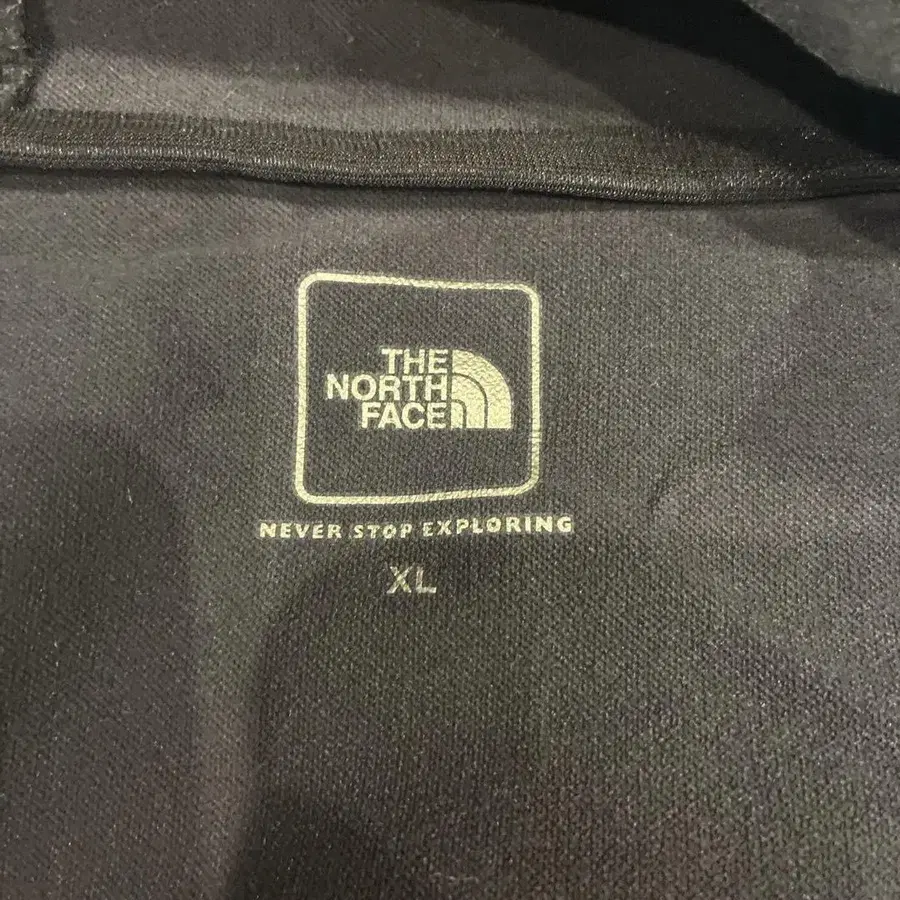 THE
NORTH
FACE
NEVER STOP EXPLORING
XL